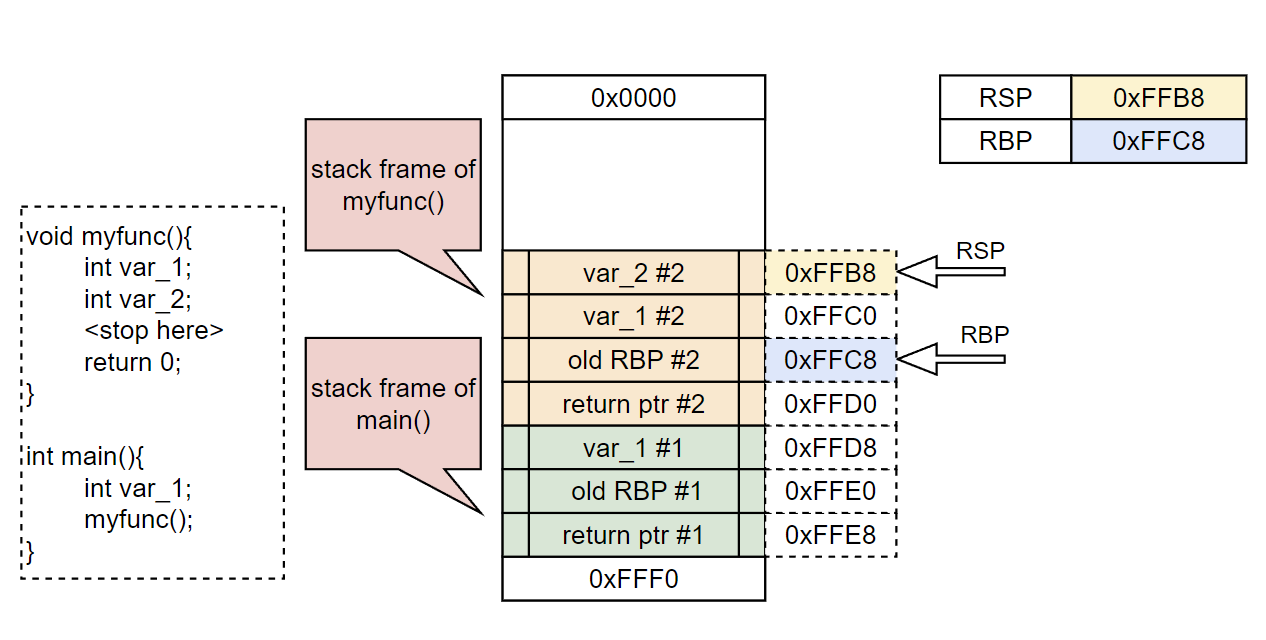 0x0000
RSP 0xFFB8
RBP 0xFFC8
stack frame of
myfunc()
void myfunc(){
int var_1;
int var_2;
<stop here>
return 0;
}
int main(){
int var_1;
myfunc();
}
stack frame of
main()
var_2 #2 0xFFB8 RSP
var_1 #2 0xFFC0
old RBP #2 0xFFC8 RBP
return ptr #2 0xFFD0
var_1 #1 0xFFD8
old RBP #1 0xFFE0
return ptr #1 0xFFE8
0xFFF0